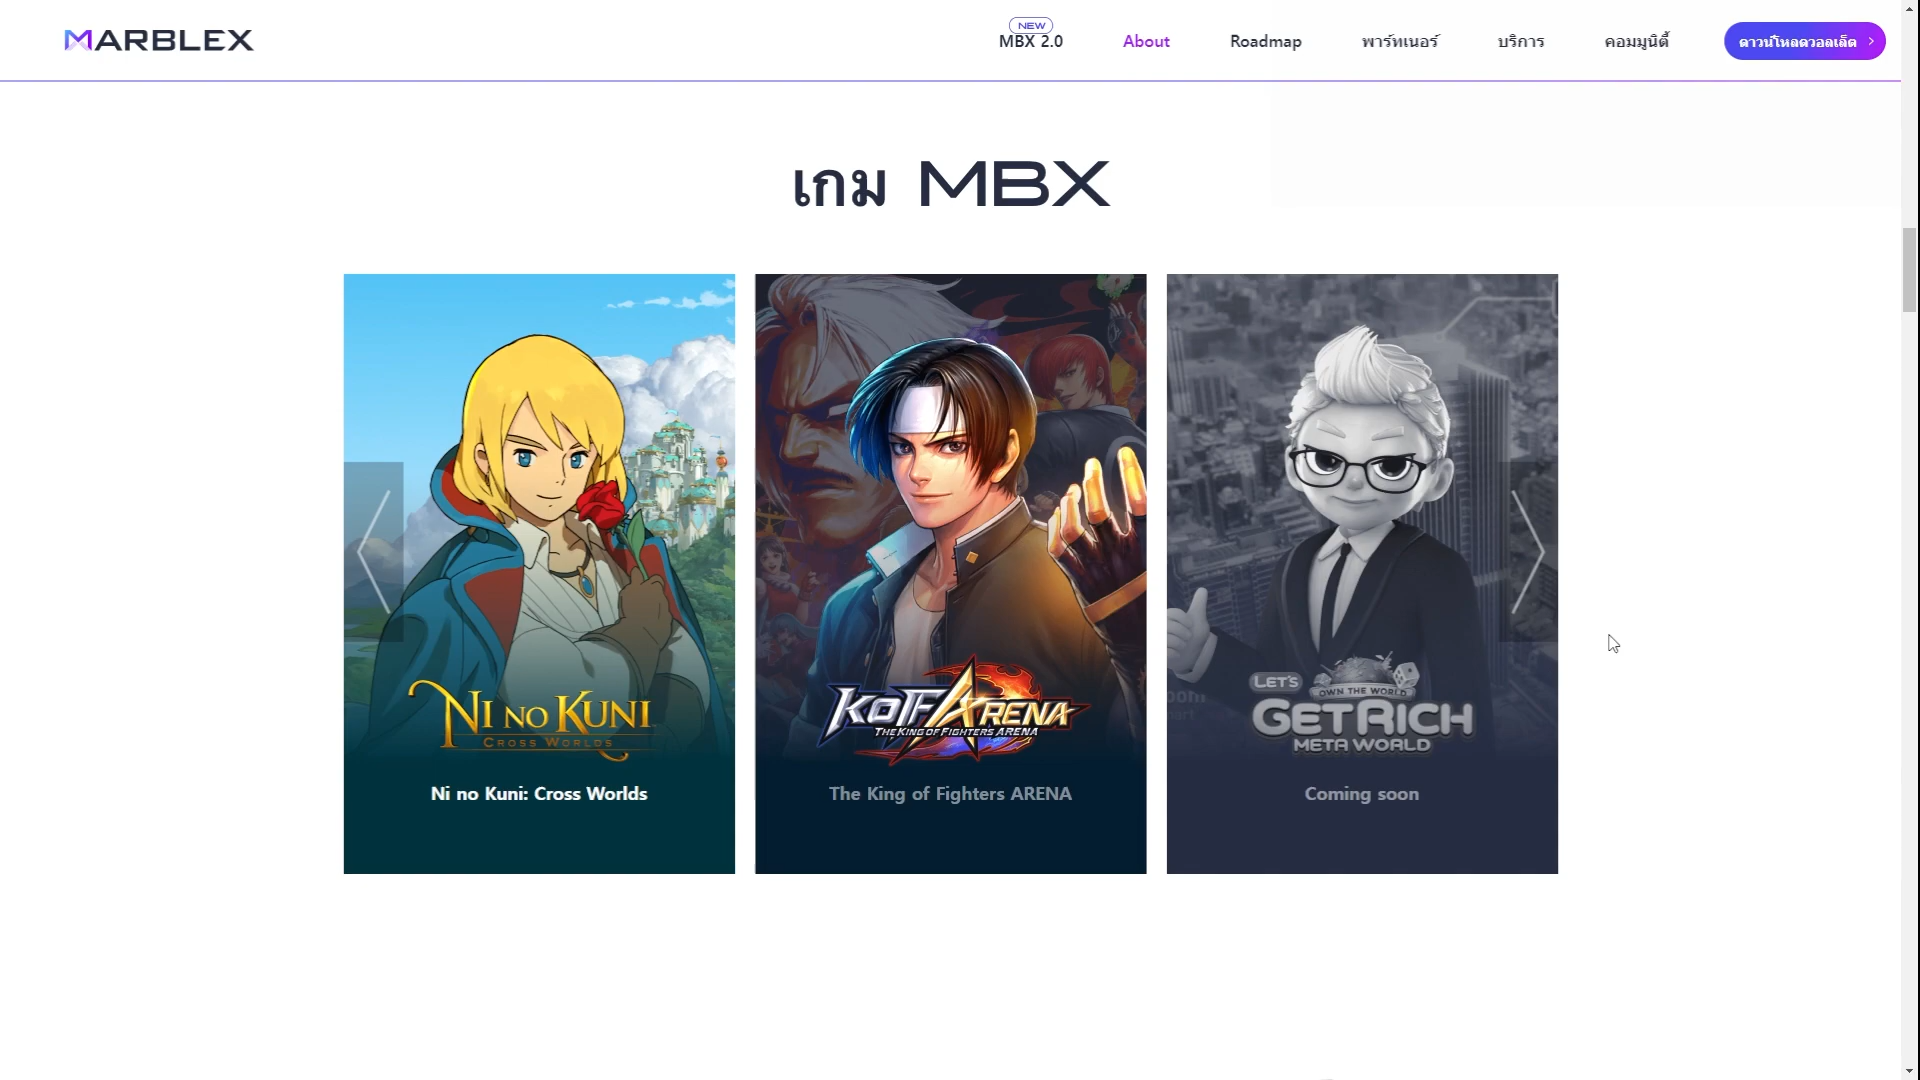 MARBLEX
NEW
MBX 2.0
About
Roadmap
พาร์ทเนอร์
บริการ
คอมมูนิตี้
ดาวน์โหลดวอลเล็ต
เกม MBX
NI NO KUNI
CROSS WORLDS
Ni no Kuni: Cross Worlds
KOF ARENA
THE KING OF FIGHTERS ARENA
The King of Fighters ARENA
LET'S
OWN THE WORLD
GET RICH
META WORLD
Coming soon